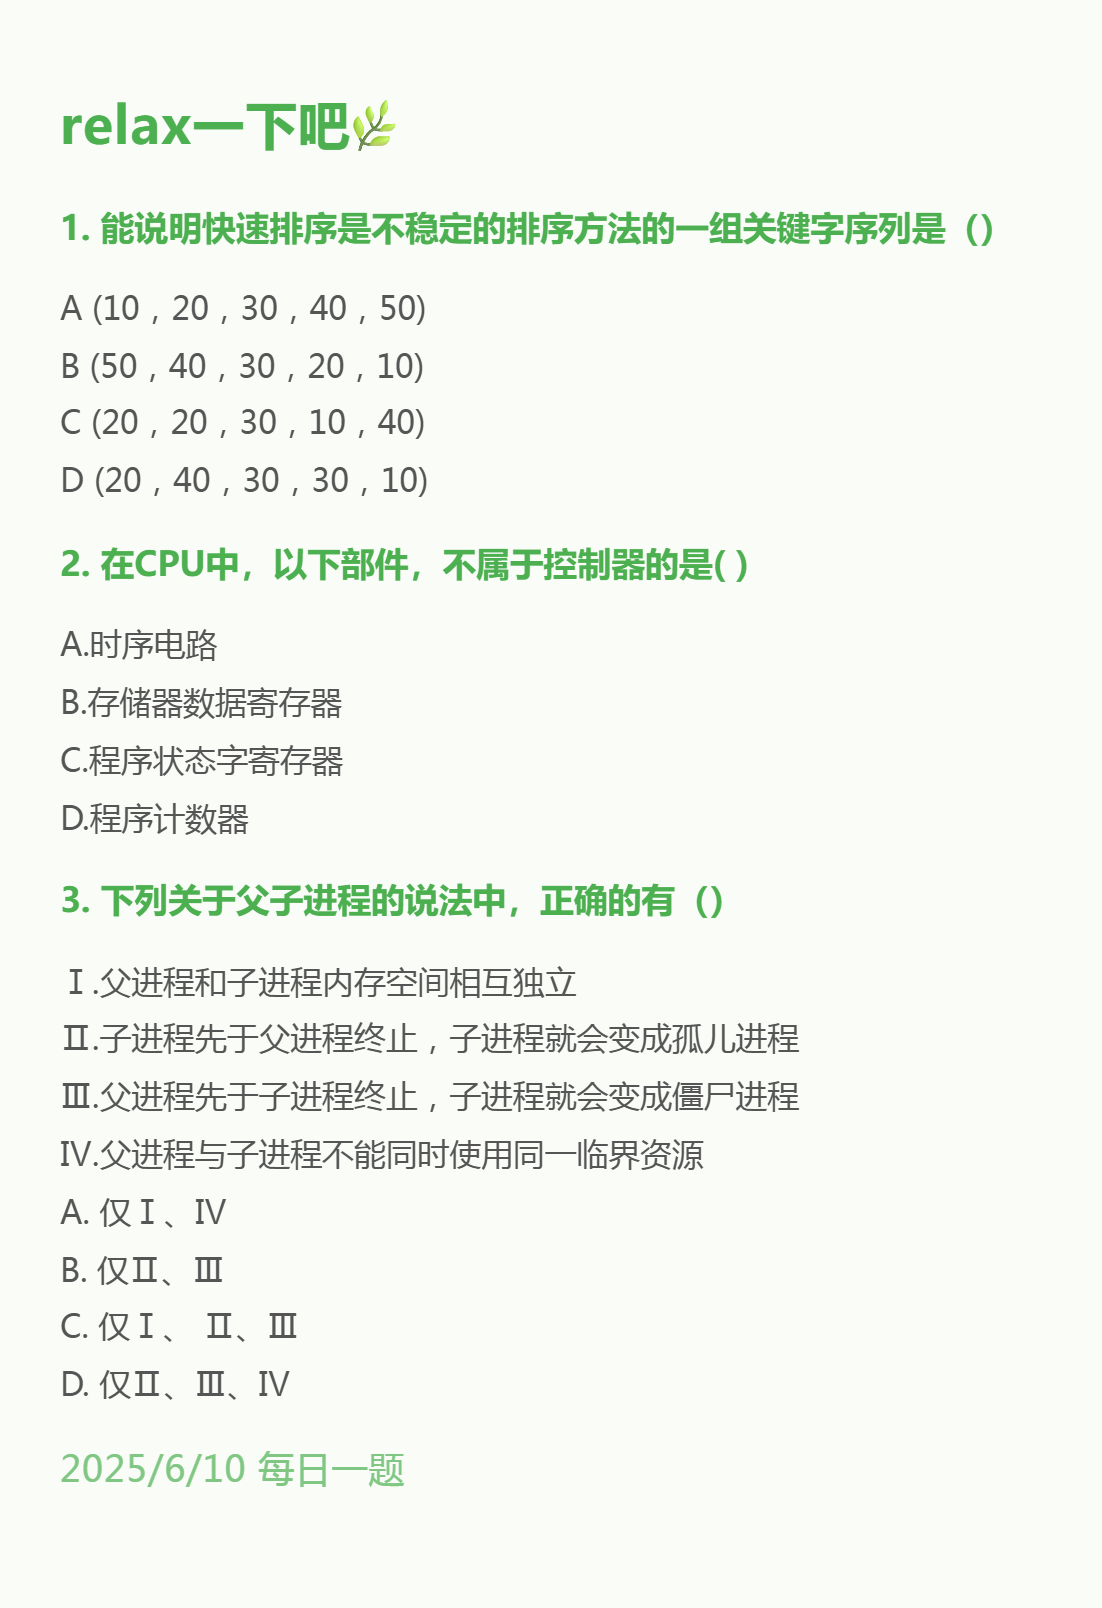 relax一下吧🌿
1. 能说明快速排序是不稳定的排序方法的一组关键字序列是（）
A (10，20，30，40，50)
B (50，40，30，20，10)
C (20，20，30，10，40)
D (20，40，30，30，10)
2. 在CPU中，以下部件，不属于控制器的是( )
A.时序电路
B.存储器数据寄存器
C.程序状态字寄存器
D.程序计数器
3. 下列关于父子进程的说法中，正确的有（）
Ⅰ.父进程和子进程内存空间相互独立
Ⅱ.子进程先于父进程终止，子进程就会变成孤儿进程
Ⅲ.父进程先于子进程终止，子进程就会变成僵尸进程
IV.父进程与子进程不能同时使用同一临界资源
A. 仅Ⅰ、IV
B. 仅Ⅱ、Ⅲ
C. 仅Ⅰ、 Ⅱ、Ⅲ
D. 仅Ⅱ、Ⅲ、IV
2025/6/10 每日一题